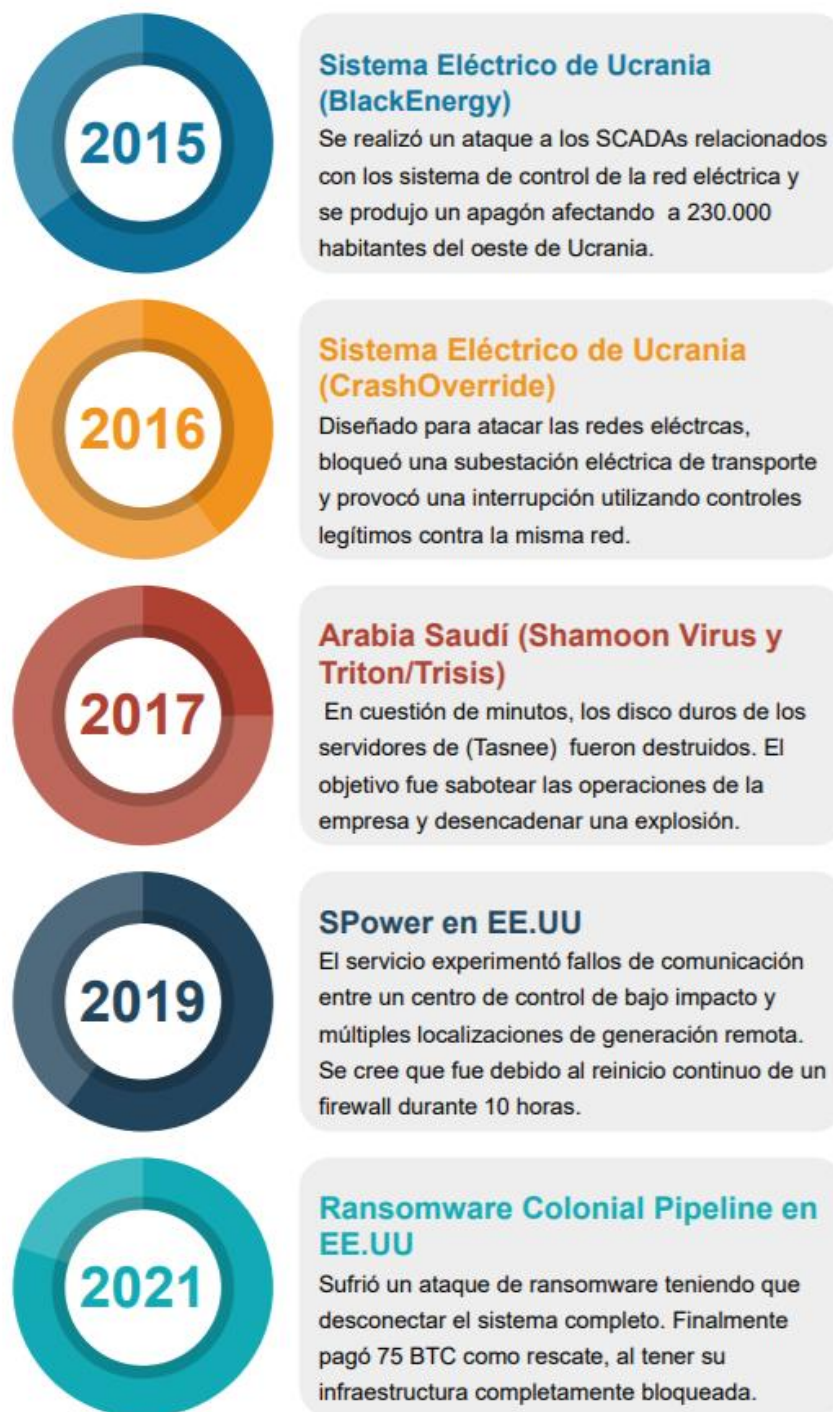 2015
Sistema Eléctrico de Ucrania
(BlackEnergy)
Se realizó un ataque a los SCADAs relacionados
con los sistema de control de la red eléctrica y
se produjo un apagón afectando a 230.000
habitantes del oeste de Ucrania.
2016
Sistema Eléctrico de Ucrania
(CrashOverride)
Diseñado para atacar las redes eléctrcas,
bloqueó una subestación eléctrica de transporte
y provocó una interrupción utilizando controles
legítimos contra la misma red.
2017
Arabia Saudí (Shamoon Virus y
Triton/Trisis)
En cuestión de minutos, los disco duros de los
servidores de (Tasnee) fueron destruidos. El
objetivo fue sabotear las operaciones de la
empresa y desencadenar una explosión.
2019
SPower en EE.UU
El servicio experimentó fallos de comunicación
entre un centro de control de bajo impacto y
múltiples localizaciones de generación remota.
Se cree que fue debido al reinicio continuo de un
firewall durante 10 horas.
2021
Ransomware Colonial Pipeline en
EE.UU
Sufrió un ataque de ransomware teniendo que
desconectar el sistema completo. Finalmente
pagó 75 BTC como rescate, al tener su
infraestructura completamente bloqueada.